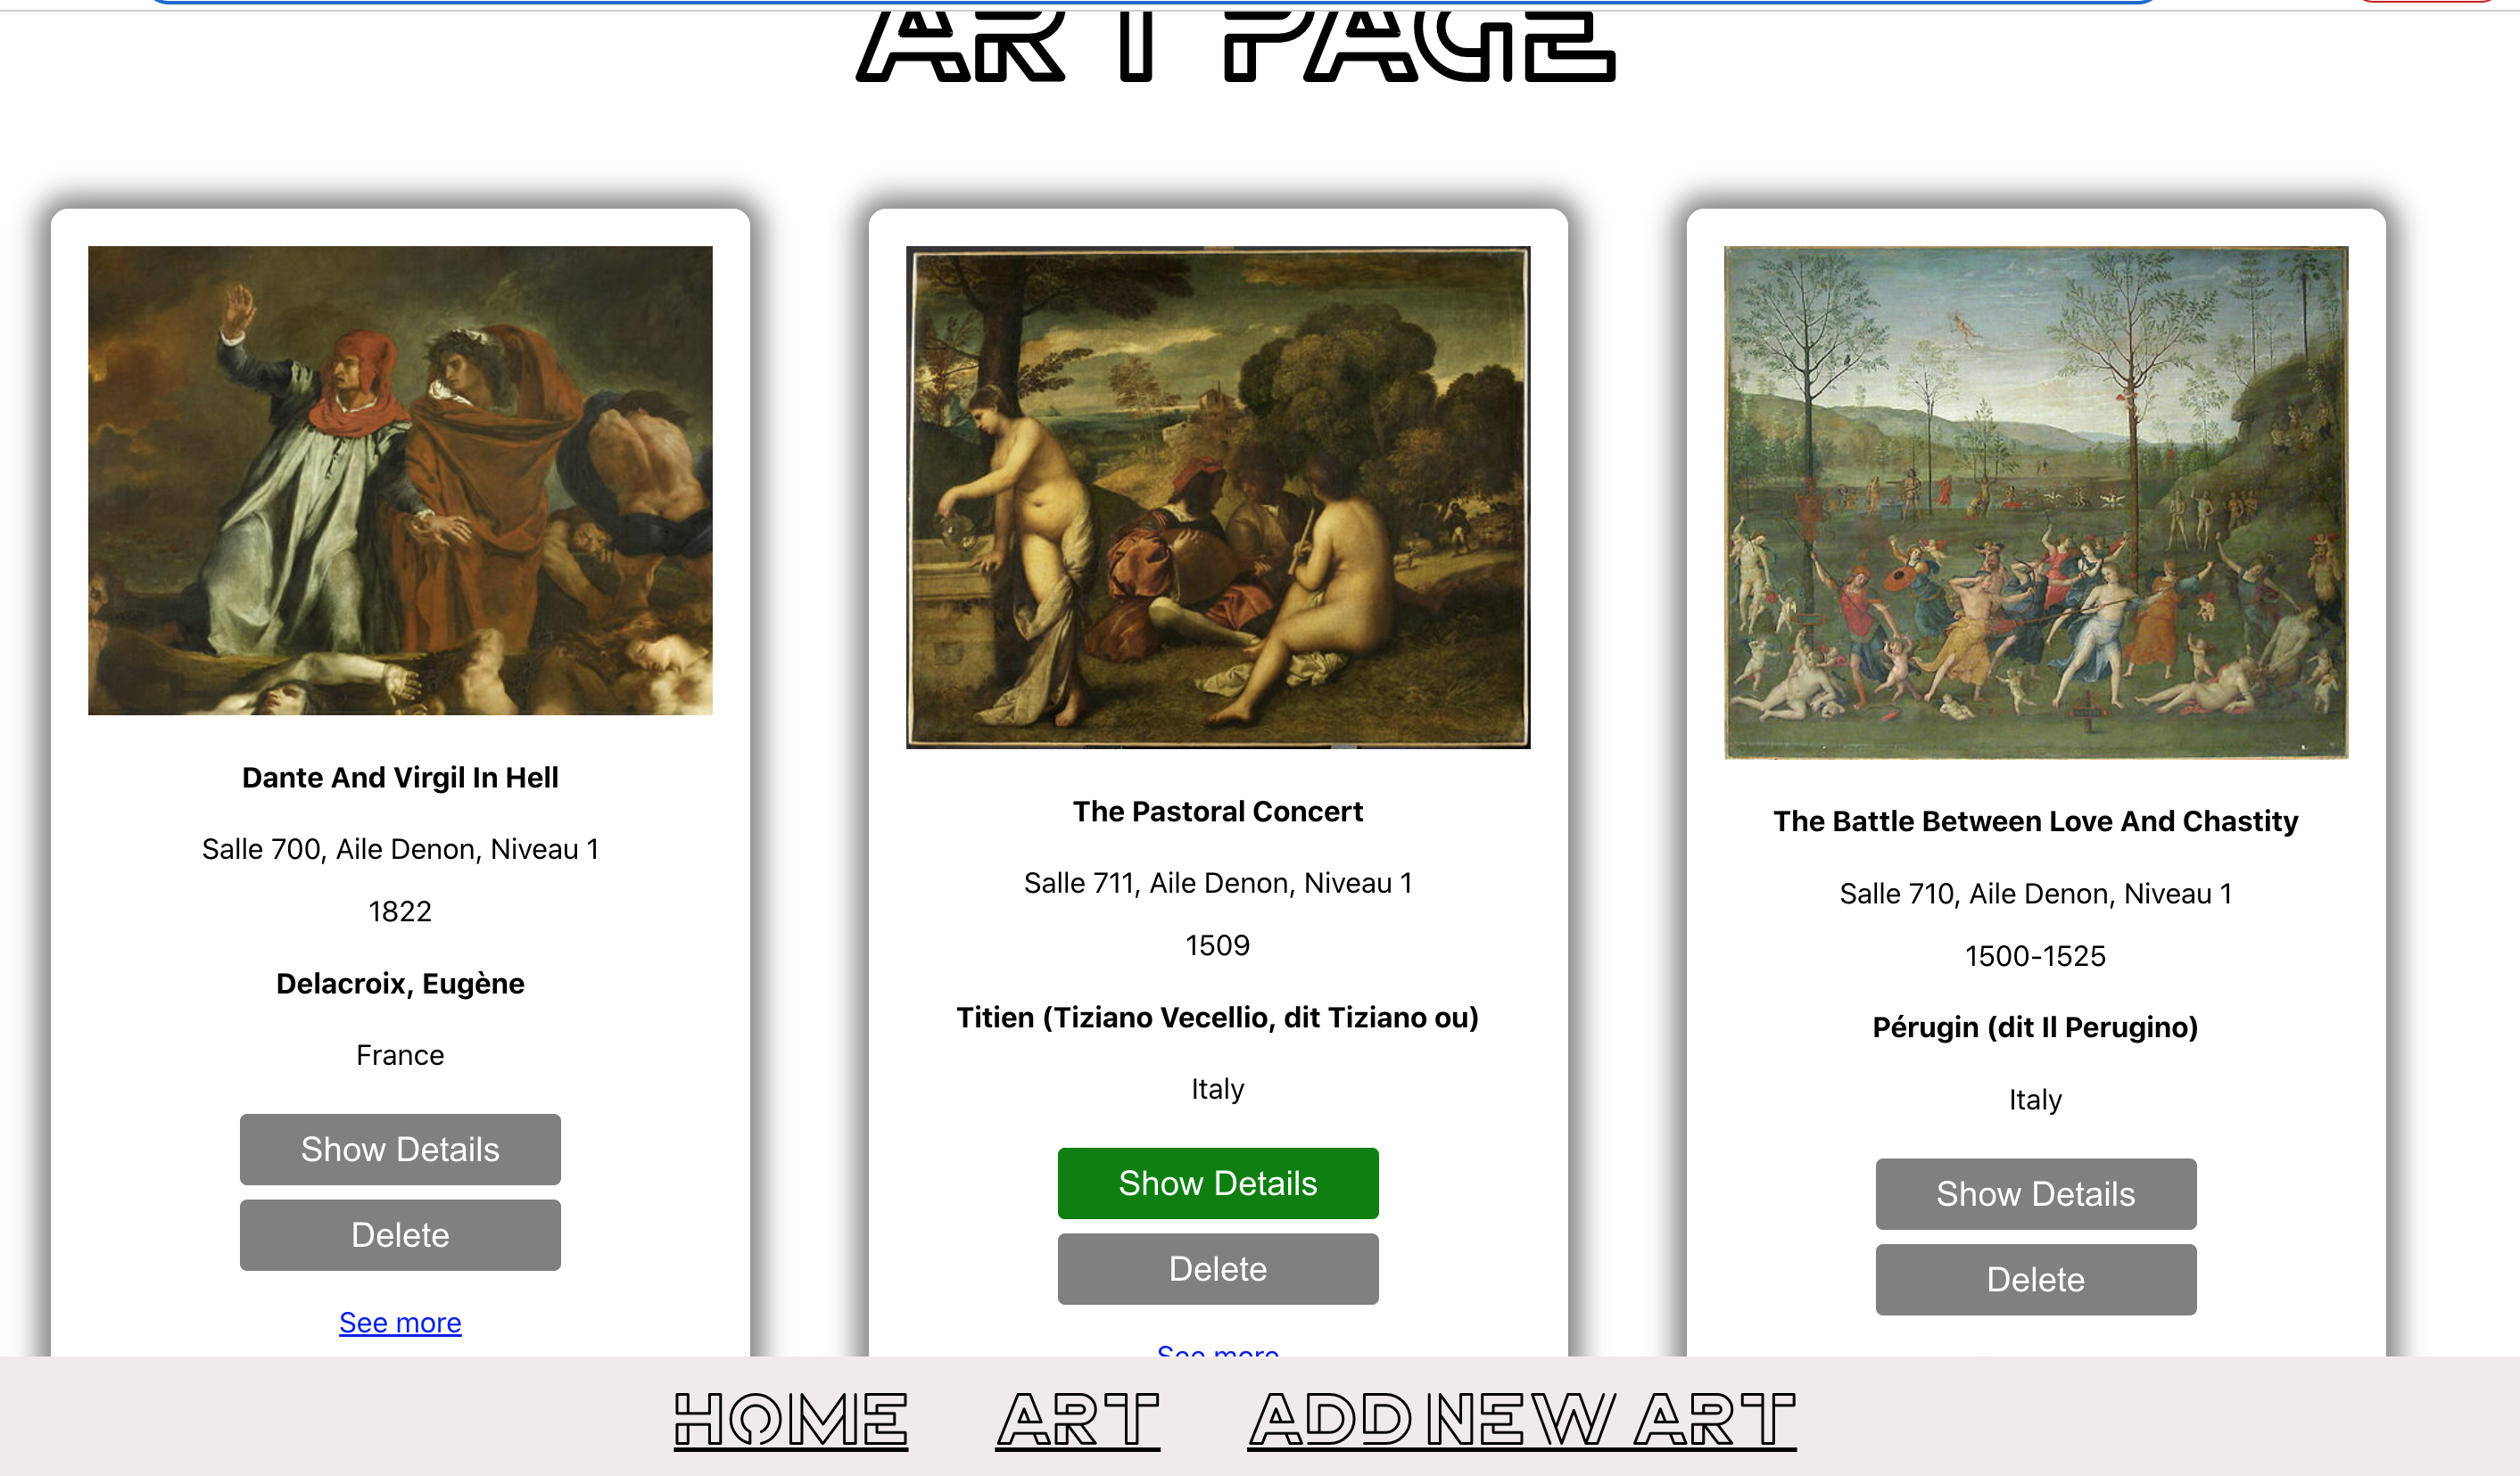 ART PAGE
Dante And Virgil In Hell
Salle 700, Aile Denon, Niveau 1
1822
Delacroix, Eugène
France
Show Details
Delete
See more
The Pastoral Concert
Salle 711, Aile Denon, Niveau 1
1509
Titien (Tiziano Vecellio, dit Tiziano ou)
Italy
Show Details
Delete
See more
The Battle Between Love And Chastity
Salle 710, Aile Denon, Niveau 1
1500-1525
Pérugin (dit Il Perugino)
Italy
Show Details
Delete
HOME ART ADD NEW ART